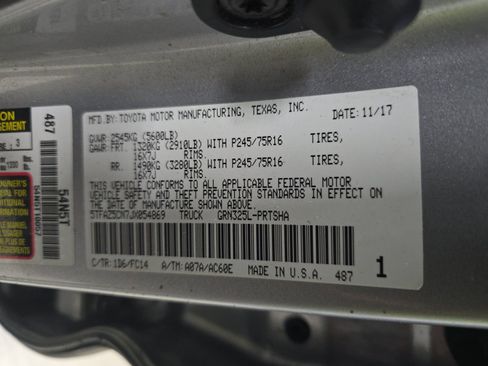 MFD.BY:TOYOTA MOTOR MANUFACTURING, TEXAS, INC. DATE:11/17
GVWR:2545KG (5600LB)
GAWR:FRT. 1320KG (2910LB) WITH P245/75R16 TIRES,
16X7J RIMS.
RR. 1490KG (3280LB) WITH P245/75R16 TIRES,
16X7J RIMS.
THIS VEHICLE CONFORMS TO ALL APPLICABLE FEDERAL MOTOR
VEHICLE SAFETY AND THEFT PREVENTION STANDARDS IN EFFECT
ON THE DATE OF MANUFACTURE SHOWN ABOVE.
5TFAZ5CN7JX054869 TRUCK GRN325L-PRTSHA
C/TR:1D6/FC14 A/TM:A07A/AC60E MADE IN U.S.A. 487 1
487
54N5T
54N0T10057
3